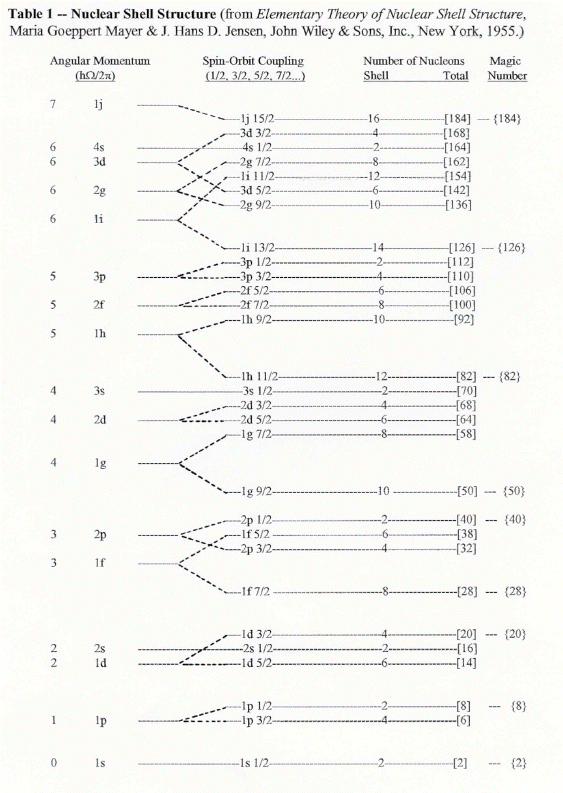 Table 1 -- Nuclear Shell Structure (from Elementary Theory of Nuclear Shell Structure,
Maria Goeppert Mayer & J. Hans D. Jensen, John Wiley & Sons, Inc., New York, 1955.)
Angular Momentum Spin-Orbit Coupling Number of Nucleons Magic
(hΩ/2π) (1/2, 3/2, 5/2, 7/2...) Shell Total Number
7 1j
1j 15/2 16 [184] {184}
3d 3/2 4 [168]
6 4s 4s 1/2 2 [164]
6 3d 2g 7/2 8 [162]
1i 11/2 12 [154]
6 2g 3d 5/2 6 [142]
2g 9/2 10 [136]
6 1i
1i 13/2 14 [126] {126}
3p 1/2 2 [112]
5 3p 3p 3/2 4 [110]
2f 5/2 6 [106]
5 2f 2f 7/2 8 [100]
1h 9/2 10 [92]
5 1h
1h 11/2 12 [82] {82}
4 3s 3s 1/2 2 [70]
2d 3/2 4 [68]
4 2d 2d 5/2 6 [64]
1g 7/2 8 [58]
4 1g
1g 9/2 10 [50] {50}
2p 1/2 2 [40] {40}
3 2p 1f 5/2 6 [38]
2p 3/2 4 [32]
3 1f
1f 7/2 8 [28] {28}
1d 3/2 4 [20] {20}
2 2s 2s 1/2 2 [16]
2 1d 1d 5/2 6 [14]
1p 1/2 2 [8] {8}
1 1p 1p 3/2 4 [6]
0 1s 1s 1/2 2 [2] {2}